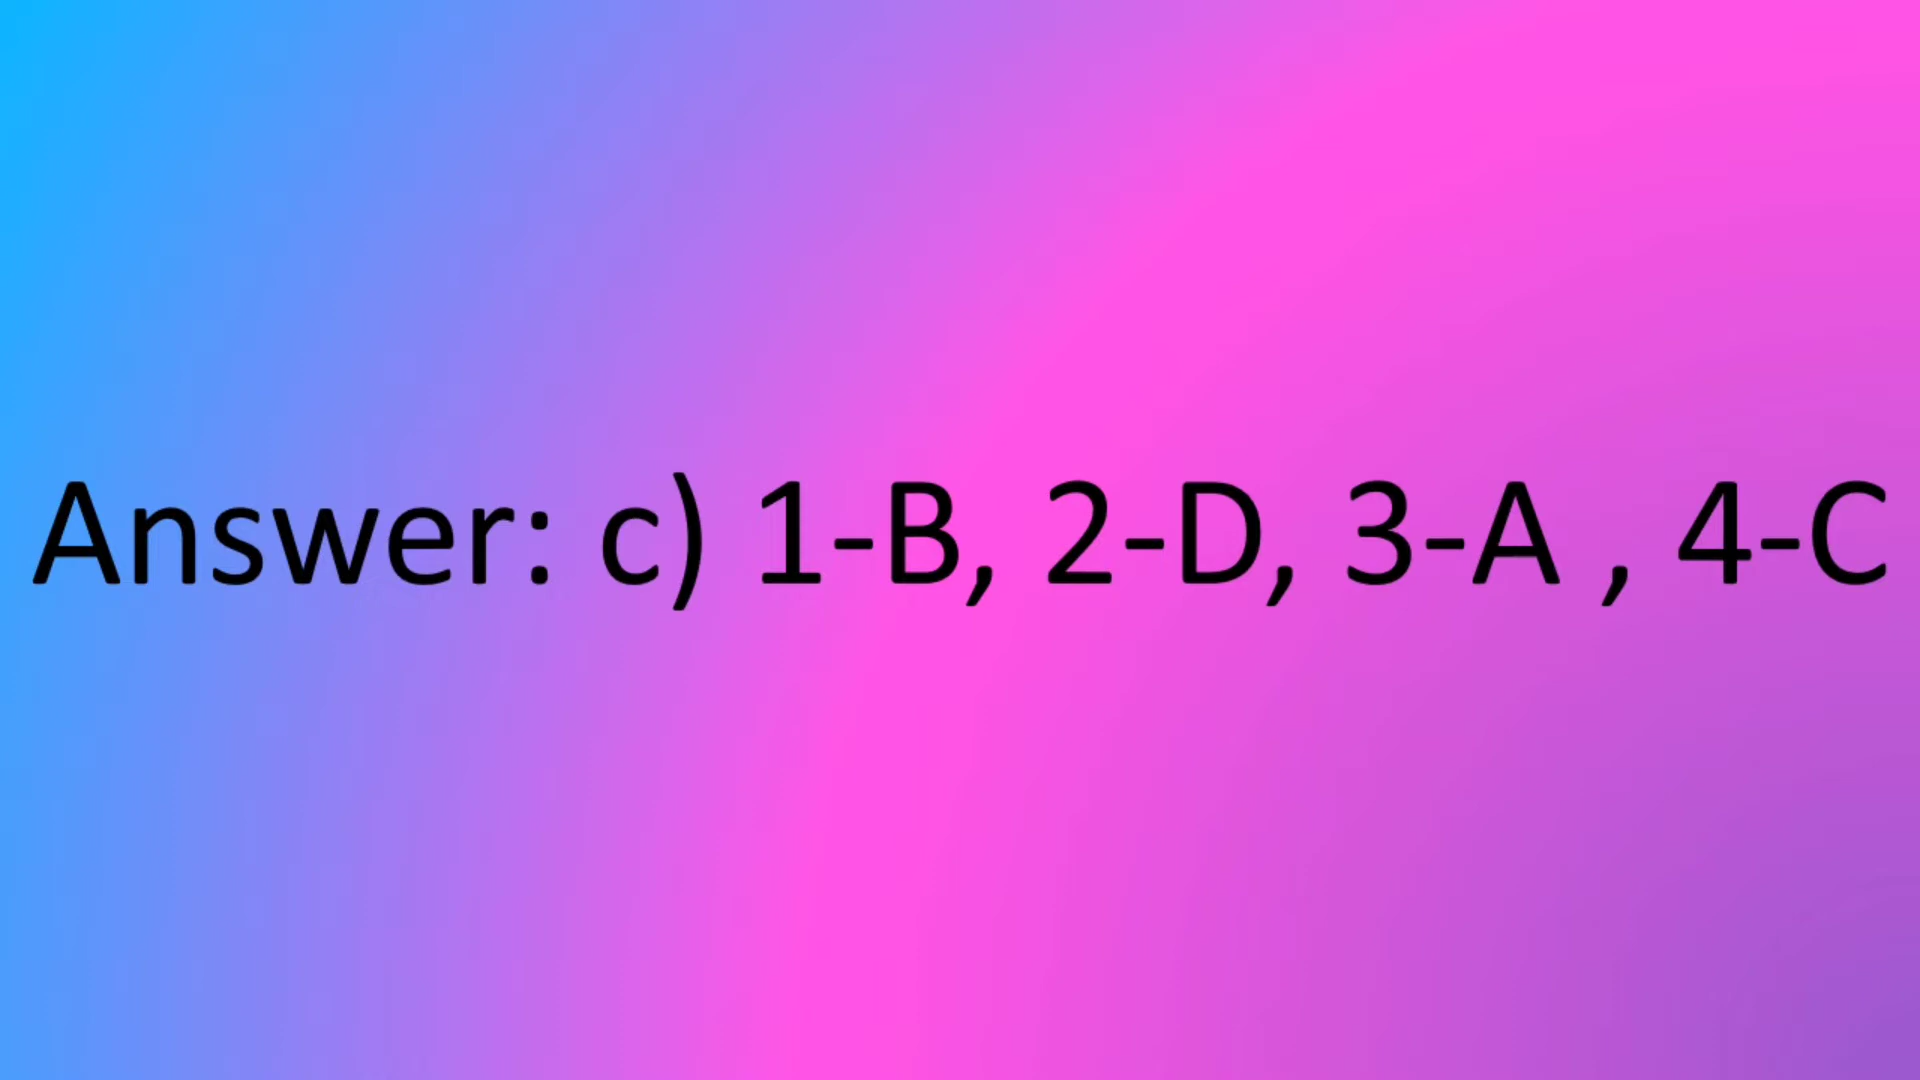 Answer: c) 1-B, 2-D, 3-A , 4-C